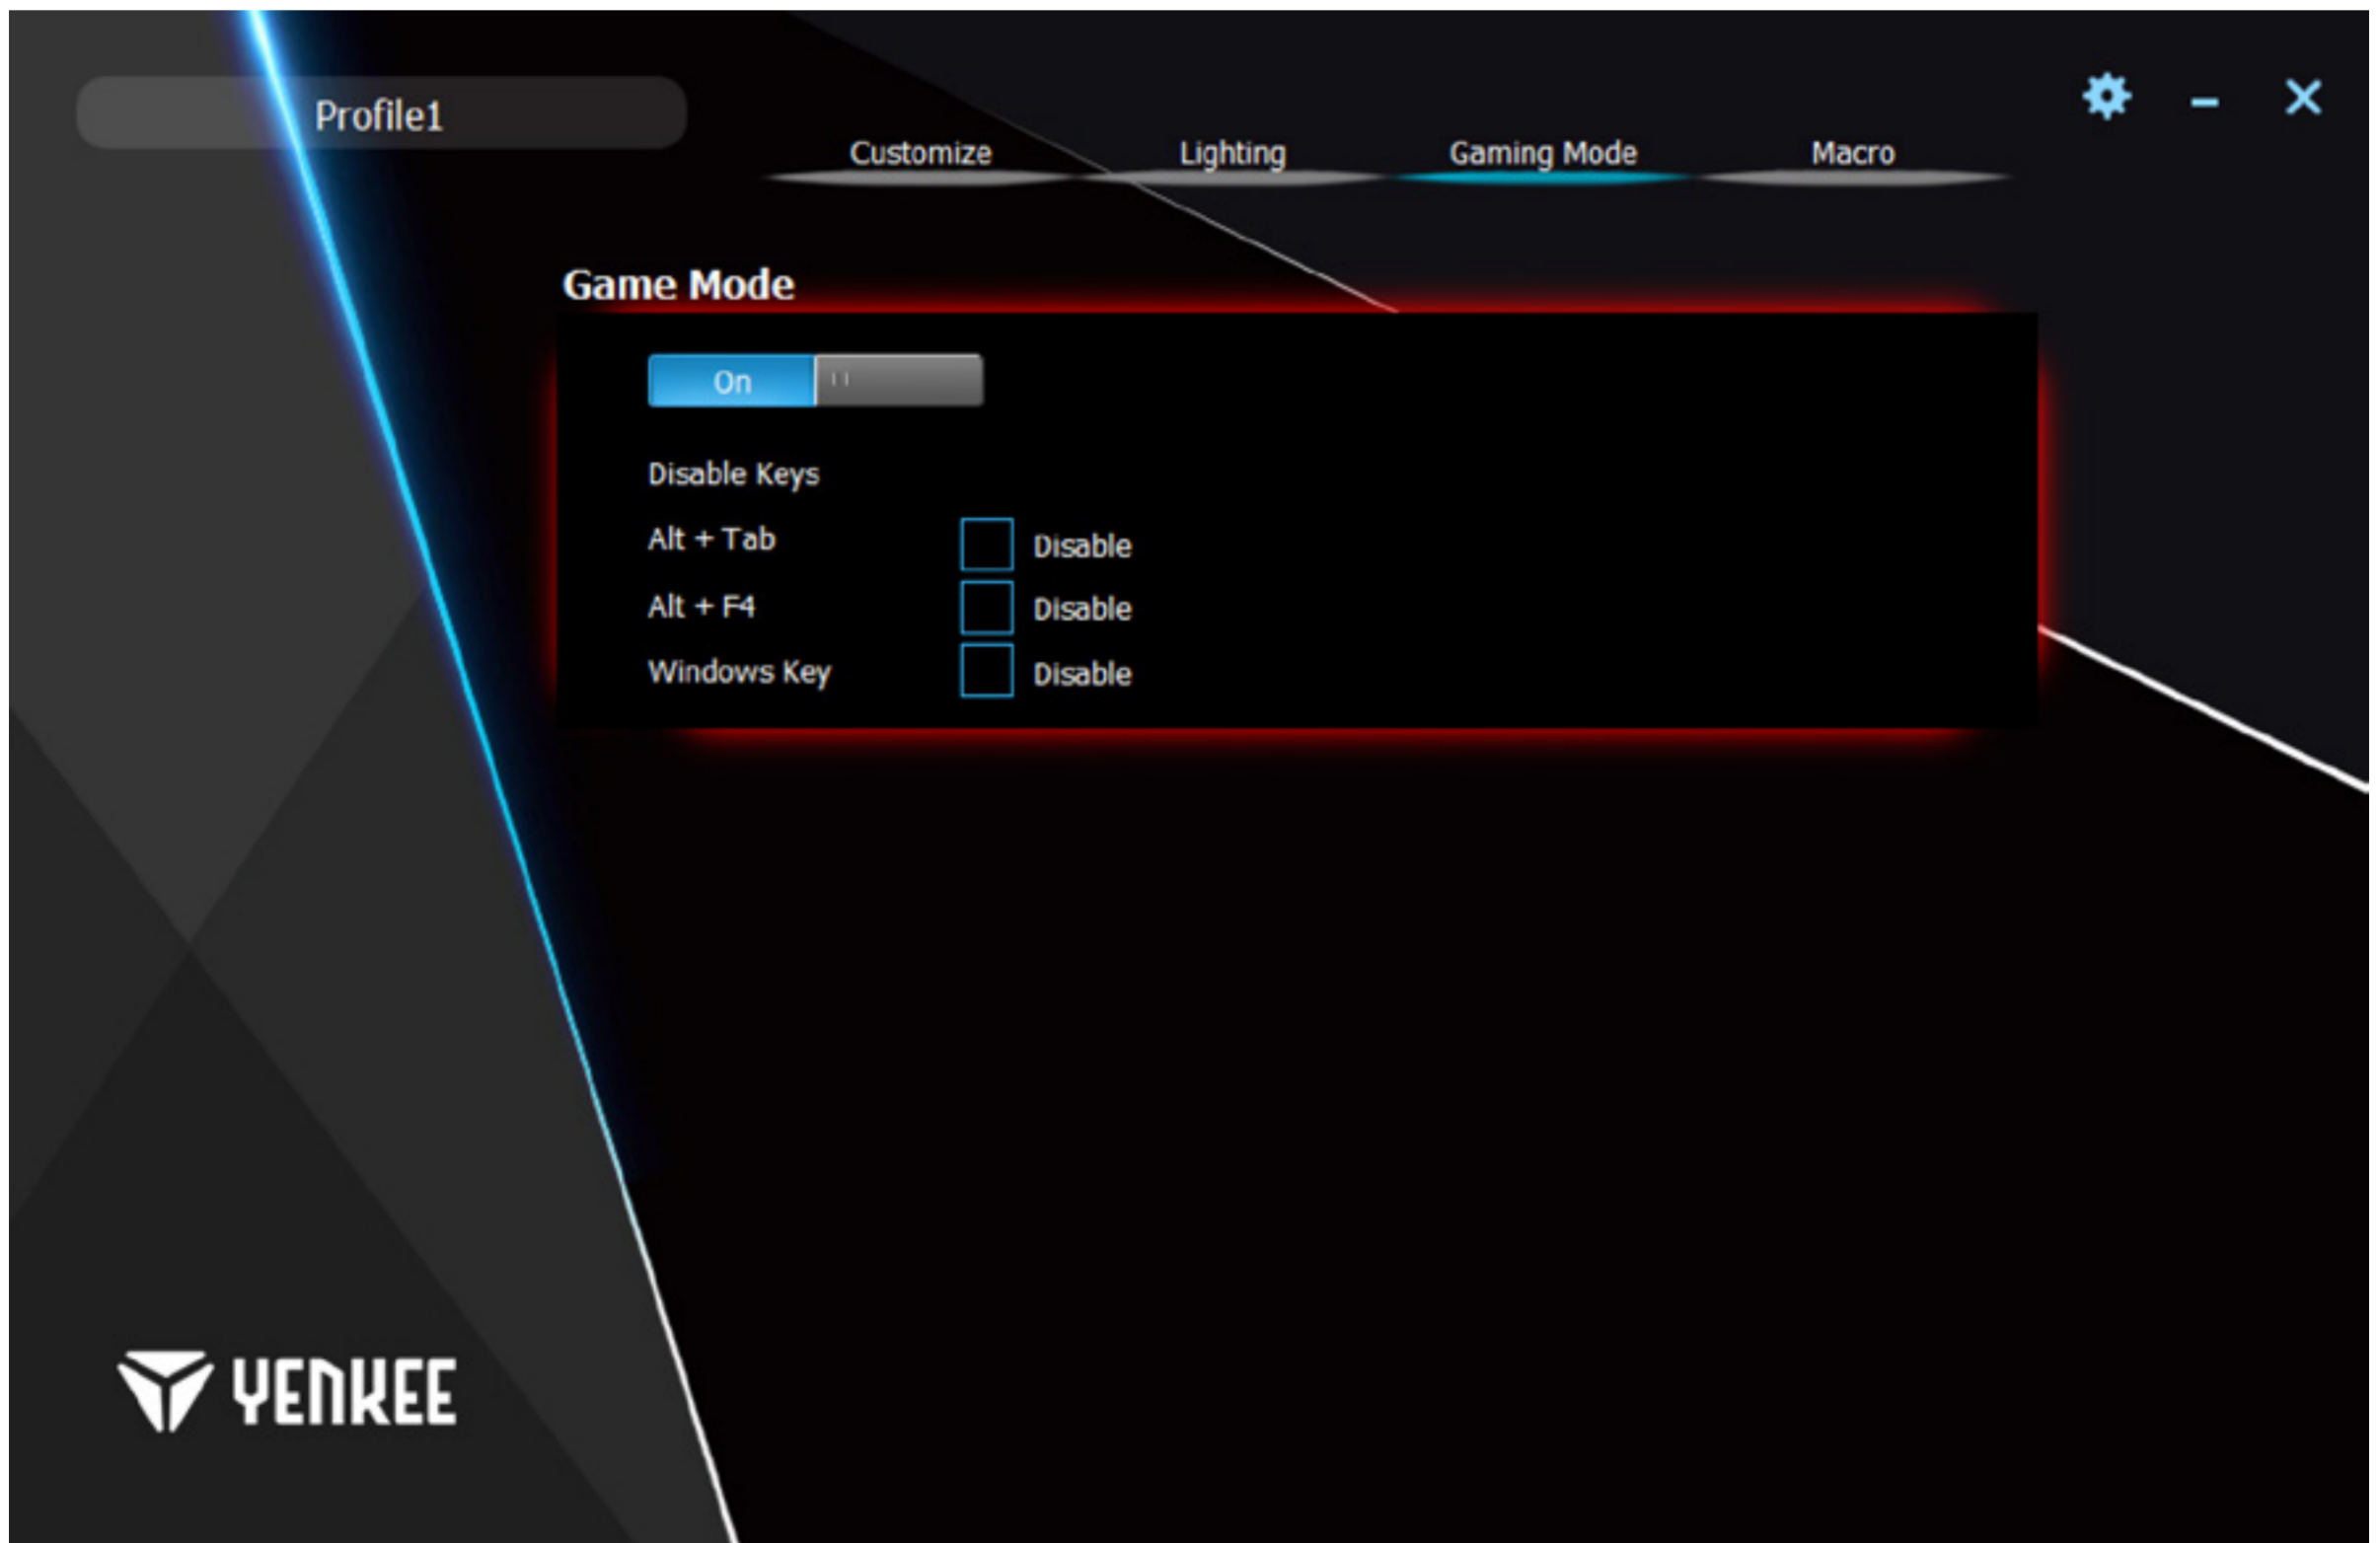 Profile1
Customize Lighting Gaming Mode Macro
Game Mode
On
Disable Keys
Alt + Tab Disable
Alt + F4 Disable
Windows Key Disable
YENKEE